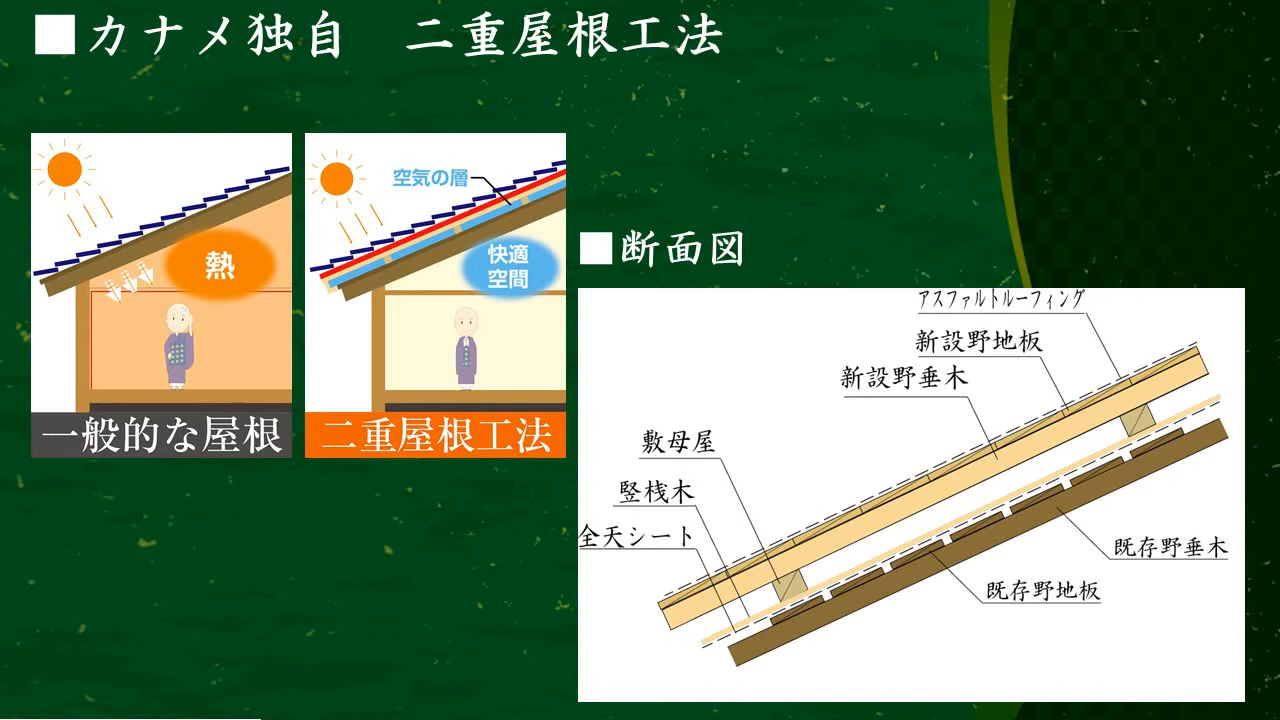 ■カナメ独自　二重屋根工法
空気の層
熱
快適
空間
一般的な屋根
二重屋根工法
■断面図
アスファルトルーフィング
新設野地板
新設野垂木
敷母屋
竪桟木
全天シート
既存野垂木
既存野地板